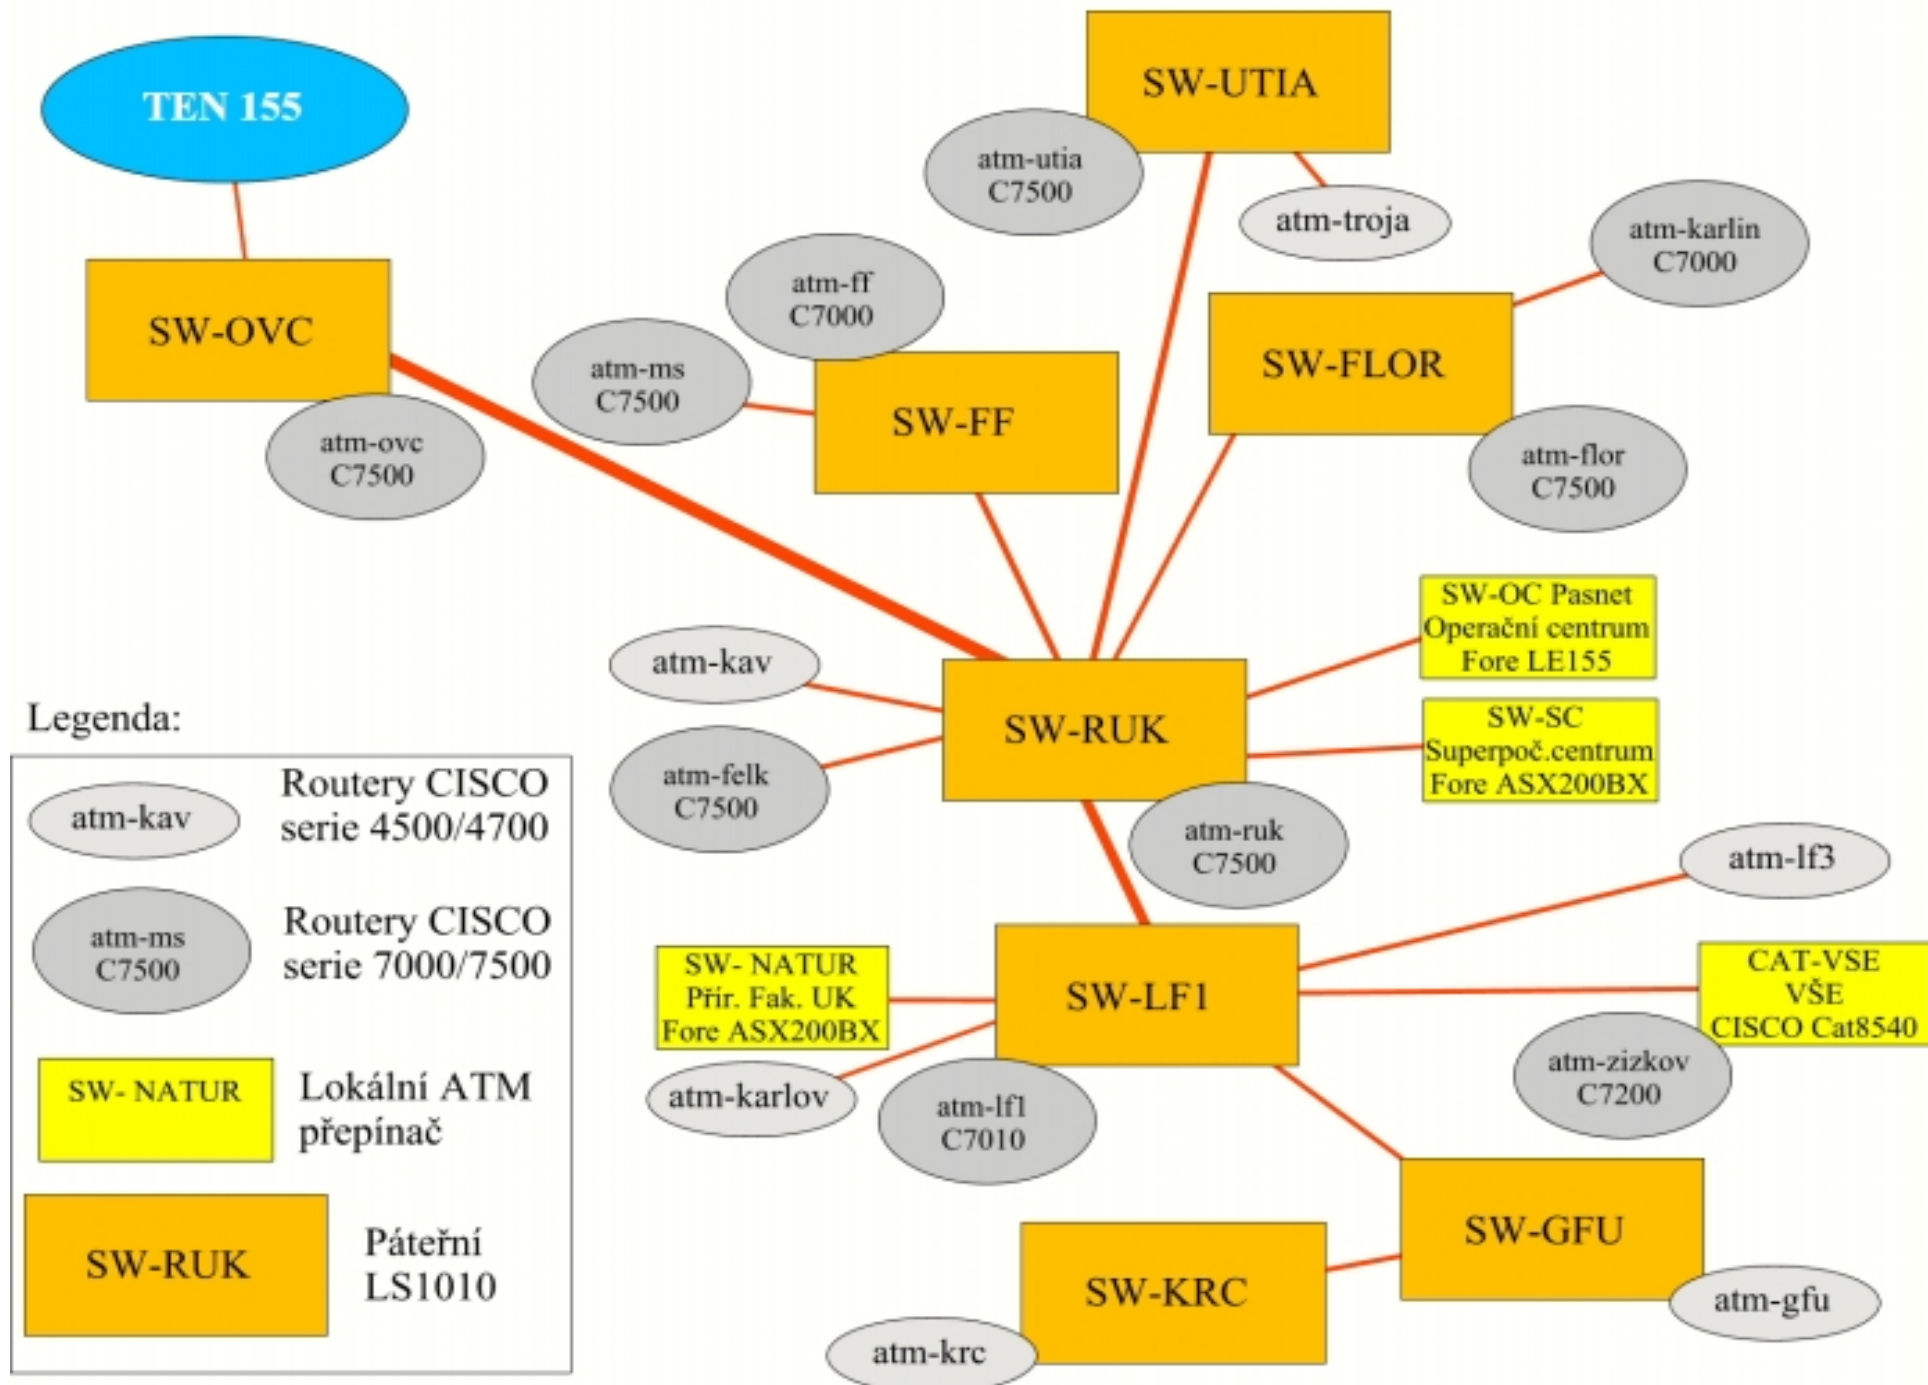 TEN 155
SW-UTIA
atm-utia
C7500
atm-troja
atm-karlin
C7000
SW-OVC
atm-ovc
C7500
atm-ff
C7000
atm-ms
C7500
SW-FF
SW-FLOR
atm-flor
C7500
SW-OC Pasnet
Operační centrum
Fore LE155
atm-kav
SW-RUK
SW-SC
Superpoč.centrum
Fore ASX200BX
atm-felk
C7500
atm-ruk
C7500
atm-lf3
SW- NATUR
Přír. Fak. UK
Fore ASX200BX
SW-LF1
CAT-VSE
VŠE
CISCO Cat8540
atm-zizkov
C7200
atm-karlov
atm-lf1
C7010
SW-GFU
atm-gfu
SW-KRC
atm-krc
Legenda:
atm-kav
Routery CISCO
serie 4500/4700
atm-ms
C7500
Routery CISCO
serie 7000/7500
SW- NATUR
Lokální ATM
přepínač
SW-RUK
Páteřní
LS1010